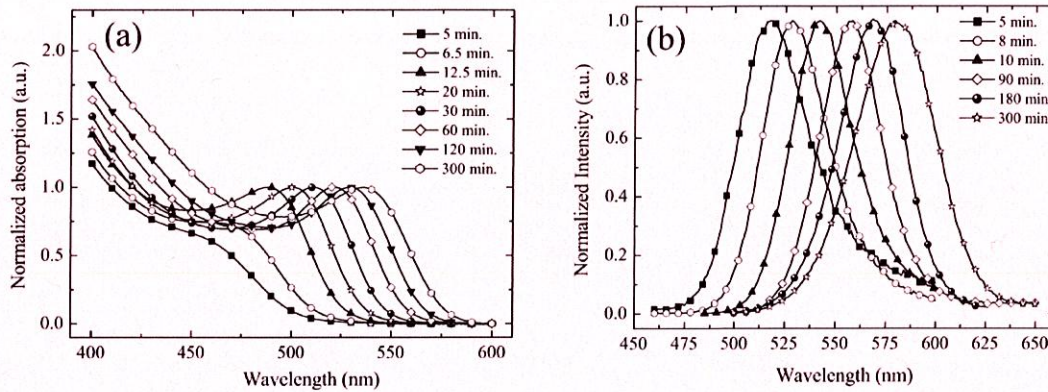 (a)
Normalized absorption (a.u.)
2.0
1.5
1.0
0.5
0.0
5 min.
6.5 min.
12.5 min.
20 min.
30 min.
60 min.
120 min.
300 min.
400
450
500
550
600
Wavelength (nm)
(b)
Normalized Intensity (a.u.)
1.0
0.8
0.6
0.4
0.2
0.0
5 min.
8 min.
10 min.
90 min.
180 min.
300 min.
450
475
500
525
550
575
600
625
650
Wavelength (nm)